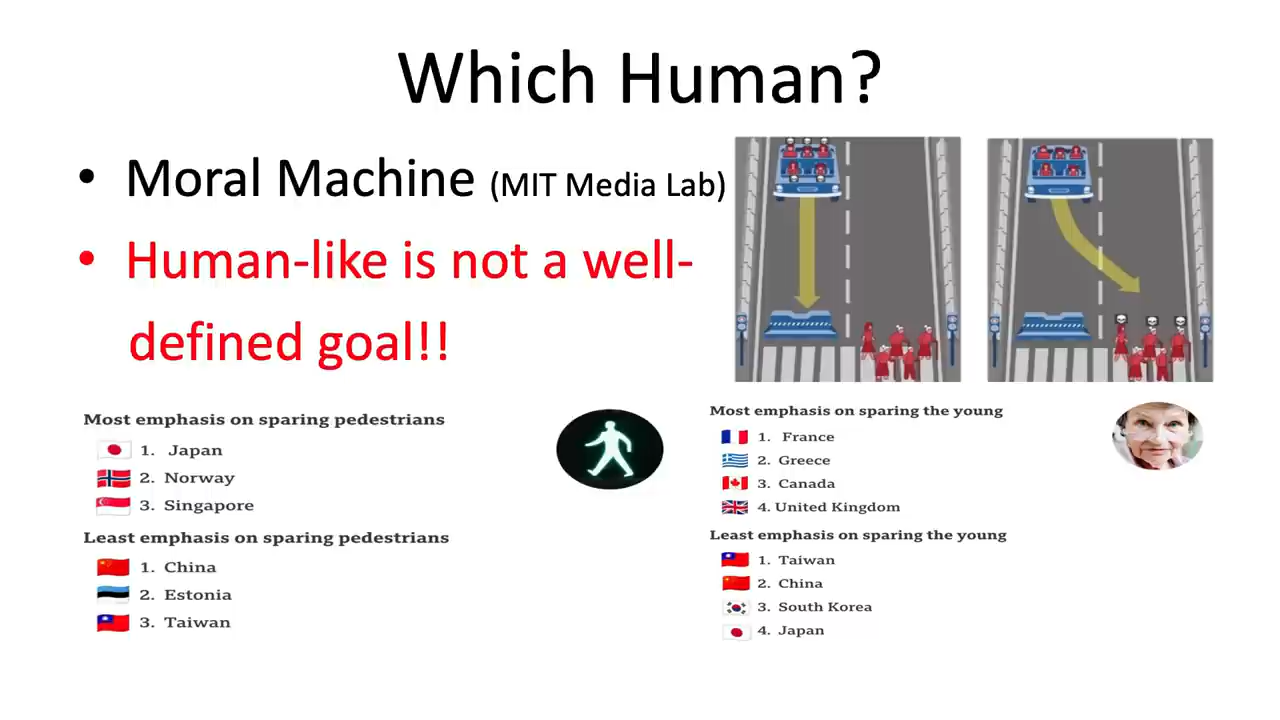 Which Human?
• Moral Machine (MIT Media Lab)
• Human-like is not a well-
defined goal!!
Most emphasis on sparing pedestrians
1. Japan
2. Norway
3. Singapore
Least emphasis on sparing pedestrians
1. China
2. Estonia
3. Taiwan
Most emphasis on sparing the young
1. France
2. Greece
3. Canada
4. United Kingdom
Least emphasis on sparing the young
1. Taiwan
2. China
3. South Korea
4. Japan